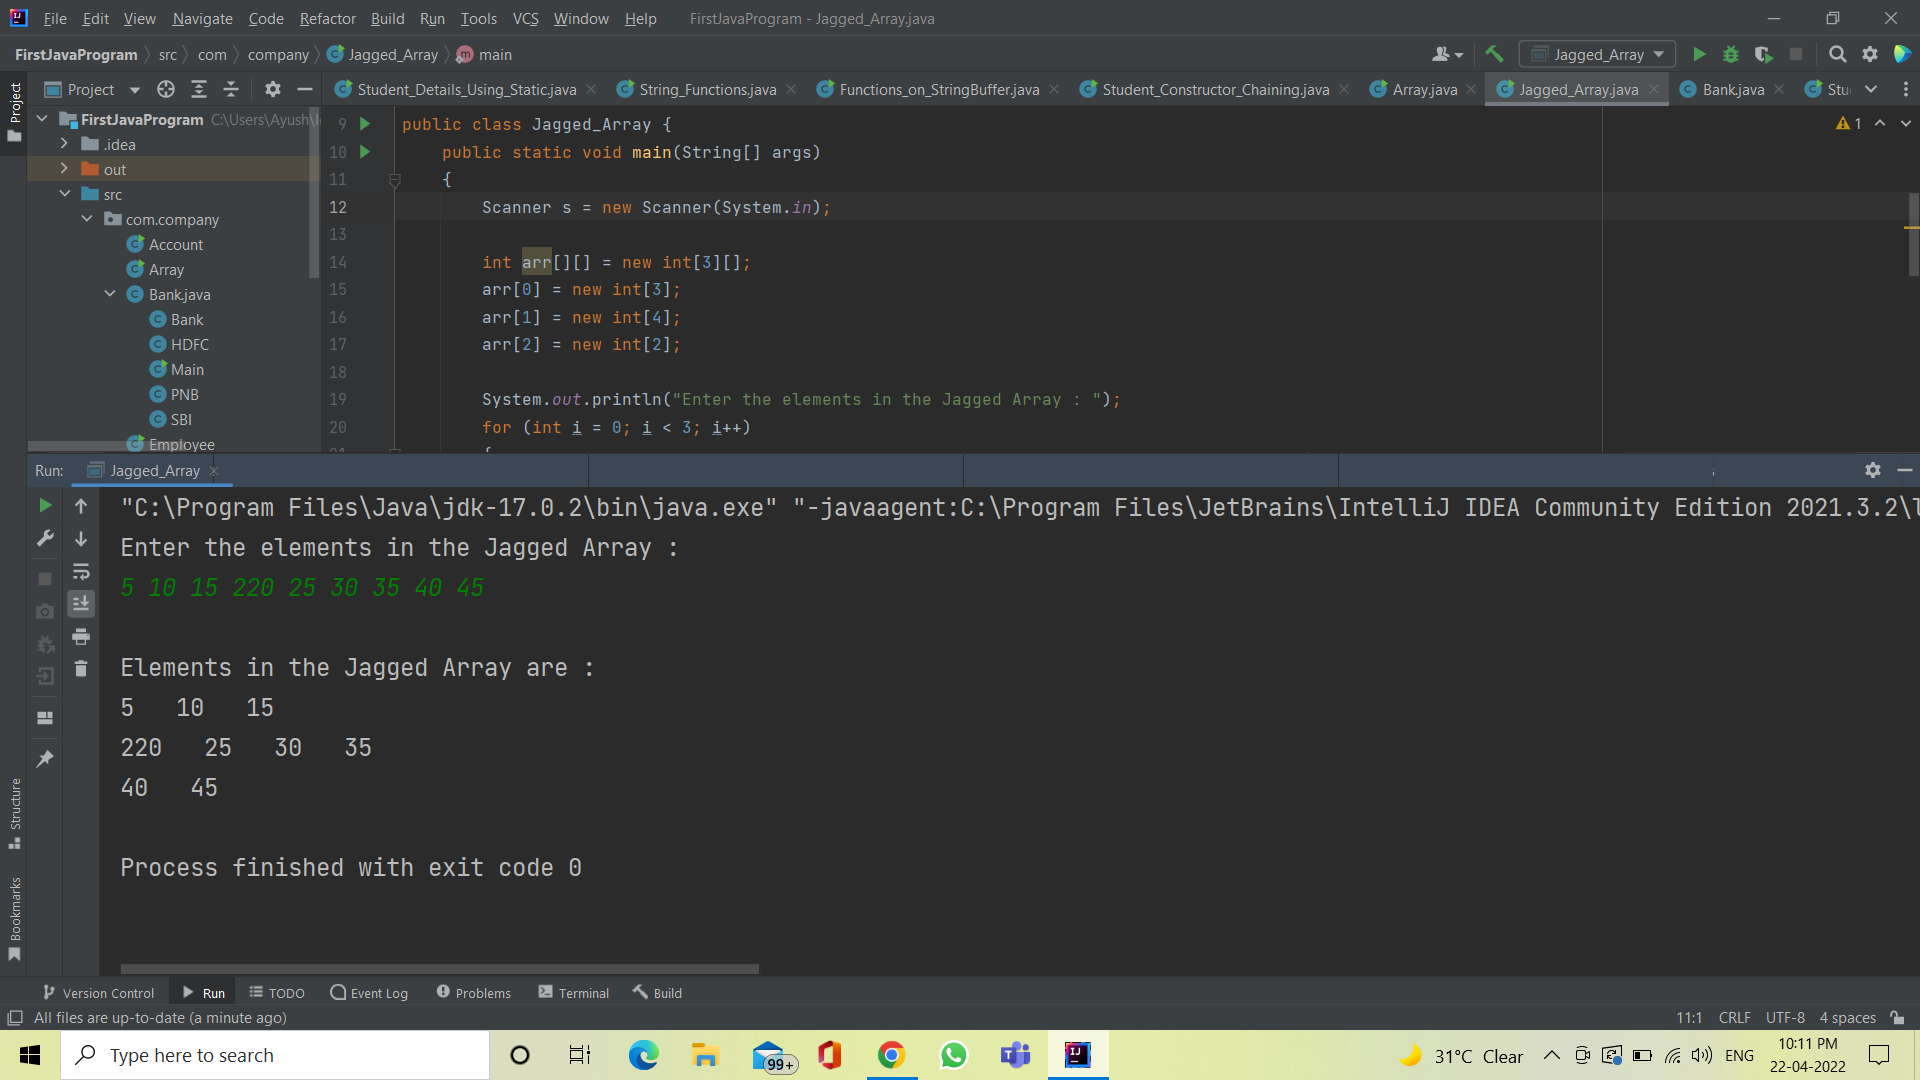 File Edit View Navigate Code Refactor Build Run Tools VCS Window Help FirstJavaProgram - Jagged_Array.java
FirstJavaProgram src com company Jagged_Array main Jagged_Array
Project Student_Details_Using_Static.java String_Functions.java Functions_on_StringBuffer.java Student_Constructor_Chaining.java Array.java Jagged_Array.java Bank.java Stu
Project
FirstJavaProgram C:\Users\Ayush\I
.idea
out
src
com.company
Account
Array
Bank.java
Bank
HDFC
Main
PNB
SBI
Employee
1
9 public class Jagged_Array {
10 public static void main(String[] args)
11 {
12 Scanner s = new Scanner(System.in);
13
14 int arr[][] = new int[3][];
15 arr[0] = new int[3];
16 arr[1] = new int[4];
17 arr[2] = new int[2];
18
19 System.out.println("Enter the elements in the Jagged Array : ");
20 for (int i = 0; i < 3; i++)
21 {
Run: Jagged_Array
"C:\Program Files\Java\jdk-17.0.2\bin\java.exe" "-javaagent:C:\Program Files\JetBrains\IntelliJ IDEA Community Edition 2021.3.2\l
Enter the elements in the Jagged Array :
5 10 15 220 25 30 35 40 45
Elements in the Jagged Array are :
5 10 15
220 25 30 35
40 45
Process finished with exit code 0
Structure
Bookmarks
Version Control Run TODO Event Log Problems Terminal Build
All files are up-to-date (a minute ago) 11:1 CRLF UTF-8 4 spaces
Type here to search 99+ 31°C Clear ENG 10:11 PM
22-04-2022